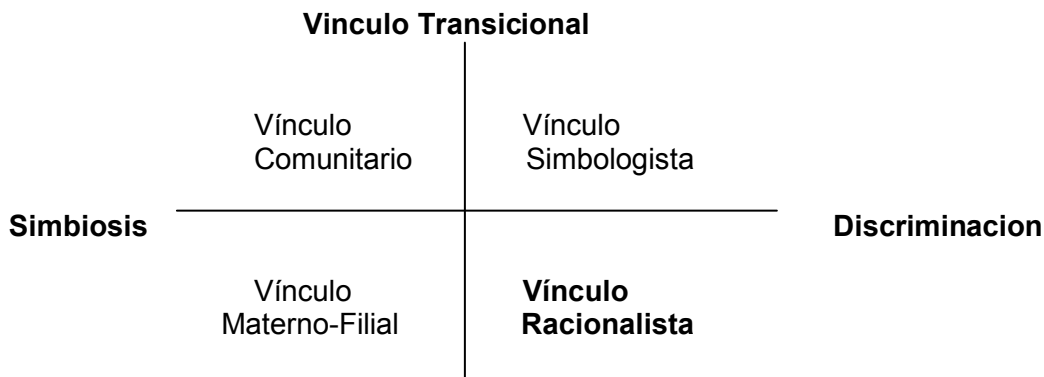 Vinculo Transicional
Vínculo
Comunitario
Vínculo
Simbologista
Simbiosis
Discriminacion
Vínculo
Materno-Filial
Vínculo
Racionalista